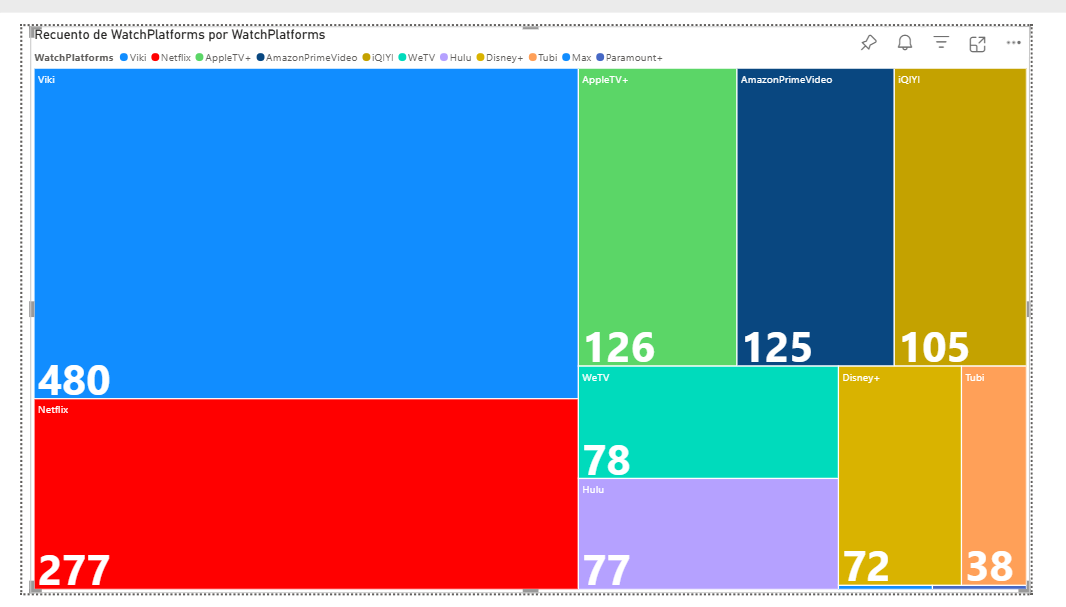 Recuento de WatchPlatforms por WatchPlatforms
WatchPlatforms Viki Netflix AppleTV+ AmazonPrimeVideo iQIYI WeTV Hulu Disney+ Tubi Max Paramount+
Viki
480
Netflix
277
AppleTV+
126
AmazonPrimeVideo
125
iQIYI
105
WeTV
78
Hulu
77
Disney+
72
Tubi
38